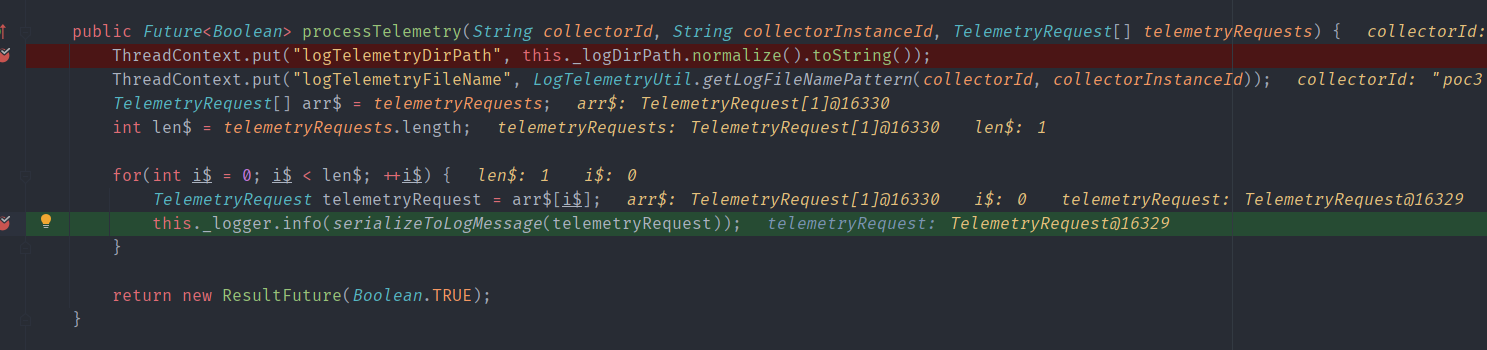 public Future<Boolean> processTelemetry(String collectorId, String collectorInstanceId, TelemetryRequest[] telemetryRequests) { collectorId:
ThreadContext.put("logTelemetryDirPath", this._logDirPath.normalize().toString());
ThreadContext.put("logTelemetryFileName", LogTelemetryUtil.getLogFileNamePattern(collectorId, collectorInstanceId)); collectorId: "poc3
TelemetryRequest[] arr$ = telemetryRequests; arr$: TelemetryRequest[1]@16330
int len$ = telemetryRequests.length; telemetryRequests: TelemetryRequest[1]@16330 len$: 1
for(int i$ = 0; i$ < len$; ++i$) { len$: 1 i$: 0
TelemetryRequest telemetryRequest = arr$[i$]; arr$: TelemetryRequest[1]@16330 i$: 0 telemetryRequest: TelemetryRequest@16329
this._logger.info(serializeToLogMessage(telemetryRequest)); telemetryRequest: TelemetryRequest@16329
}
return new ResultFuture(Boolean.TRUE);
}